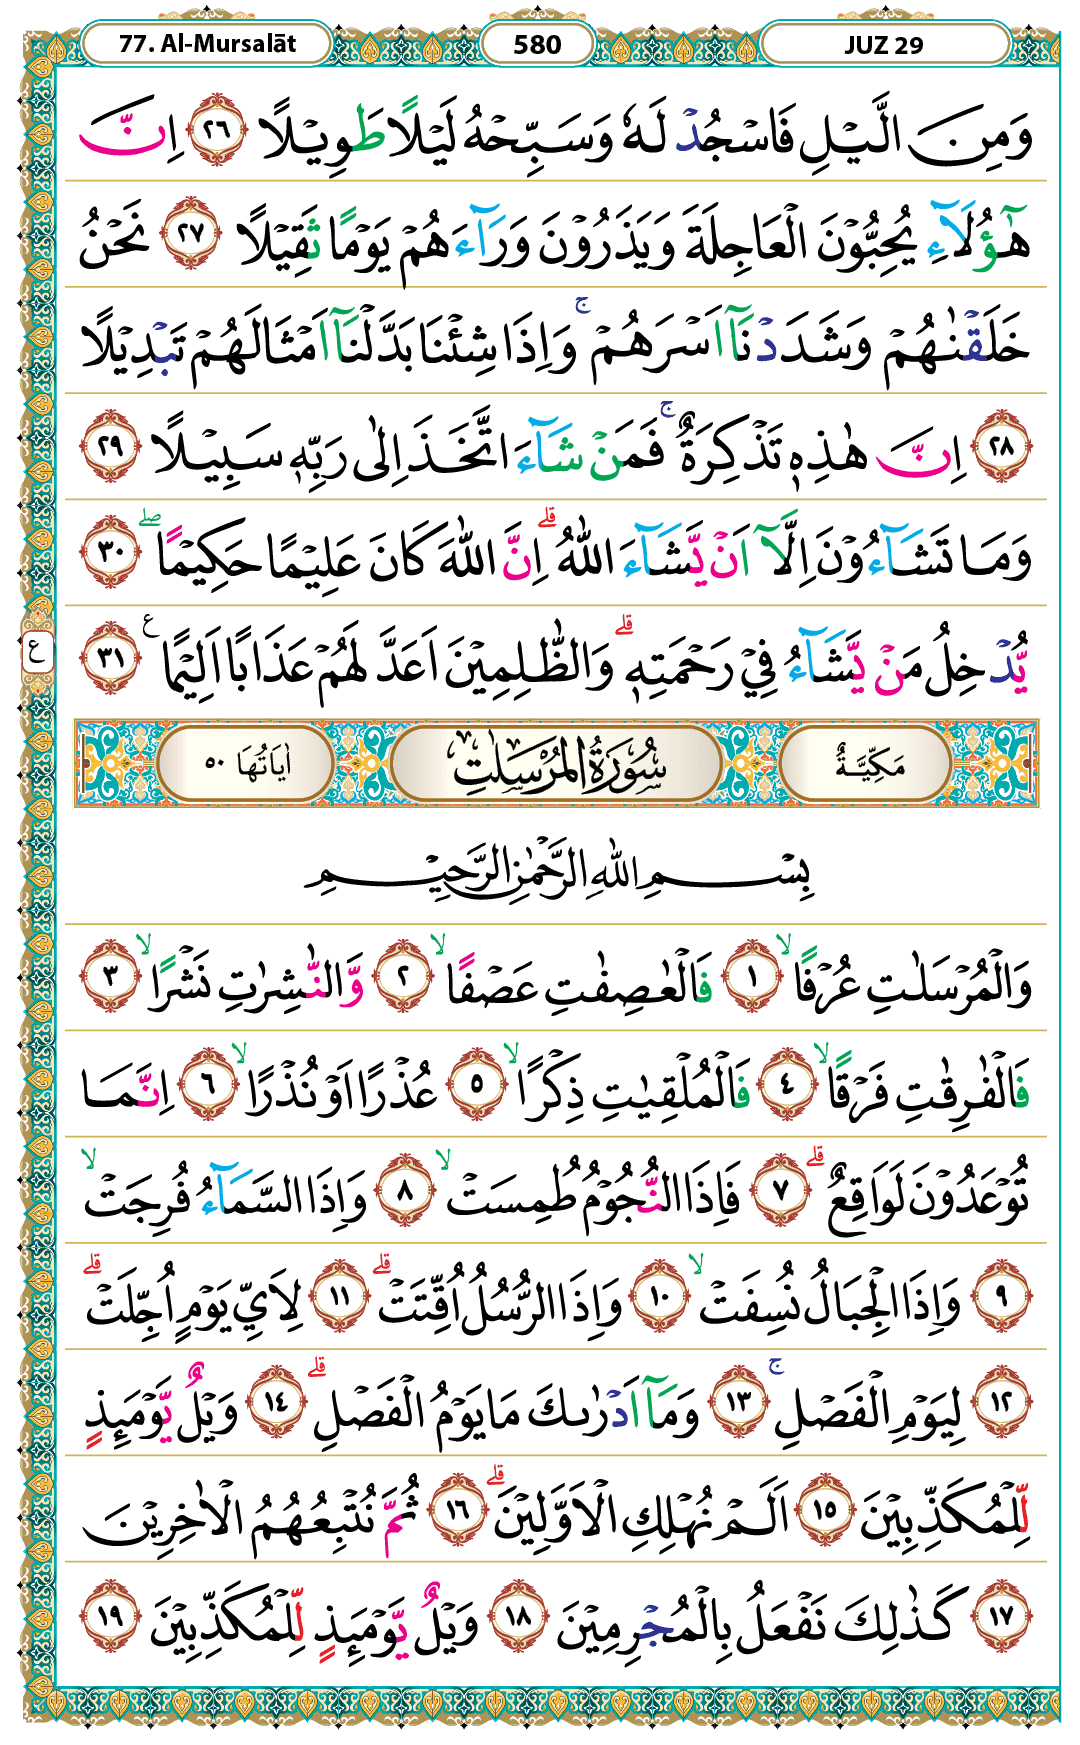 77. Al-Mursalāt 580 JUZ 29
وَمِنَ الَّيْلِ فَاسْجُدْ لَهٗ وَسَبِّحْهُ لَيْلًا طَوِيْلًا ٢٦ اِنَّ
هٰٓؤُلَآءِ يُحِبُّوْنَ الْعَاجِلَةَ وَيَذَرُوْنَ وَرَآءَهُمْ يَوْمًا ثَقِيْلًا ٢٧ نَحْنُ
خَلَقْنٰهُمْ وَشَدَدْنَآ اَسْرَهُمْ ۚ وَاِذَا شِئْنَا بَدَّلْنَآ اَمْثَالَهُمْ تَبْدِيْلًا
٢٨ اِنَّ هٰذِهٖ تَذْكِرَةٌ ۚ فَمَنْ شَآءَ اتَّخَذَ اِلٰى رَبِّهٖ سَبِيْلًا ٢٩
وَمَا تَشَآءُوْنَ اِلَّآ اَنْ يَّشَآءَ اللّٰهُ ۗ اِنَّ اللّٰهَ كَانَ عَلِيْمًا حَكِيْمًا ۖ ٣٠
يُّدْخِلُ مَنْ يَّشَآءُ فِيْ رَحْمَتِهٖ ۗ وَالظّٰلِمِيْنَ اَعَدَّ لَهُمْ عَذَابًا اَلِيْمًا ع ٣١
ع
مَكِّيَّةٌ سُوْرَةُ الْمُرْسَلٰتِ اٰيَاتُهَا ٥٠
بِسْمِ اللّٰهِ الرَّحْمٰنِ الرَّحِيْمِ
وَالْمُرْسَلٰتِ عُرْفًا ۙ ١ فَالْعٰصِفٰتِ عَصْفًا ۙ ٢ وَّالنّٰشِرٰتِ نَشْرًا ۙ ٣
فَالْفٰرِقٰتِ فَرْقًا ۙ ٤ فَالْمُلْقِيٰتِ ذِكْرًا ۙ ٥ عُذْرًا اَوْ نُذْرًا ۙ ٦ اِنَّمَا
تُوْعَدُوْنَ لَوَاقِعٌ ۗ ٧ فَاِذَا النُّجُوْمُ طُمِسَتْ ۙ ٨ وَاِذَا السَّمَآءُ فُرِجَتْ ۙ
٩ وَاِذَا الْجِبَالُ نُسِفَتْ ۙ ١٠ وَاِذَا الرُّسُلُ اُقِّتَتْ ۗ ١١ لِاَيِّ يَوْمٍ اُجِّلَتْ ۗ
١٢ لِيَوْمِ الْفَصْلِ ۚ ١٣ وَمَآ اَدْرٰىكَ مَا يَوْمُ الْفَصْلِ ۗ ١٤ وَيْلٌ يَّوْمَىِٕذٍ
لِّلْمُكَذِّبِيْنَ ١٥ اَلَمْ نُهْلِكِ الْاَوَّلِيْنَ ۗ ١٦ ثُمَّ نُتْبِعُهُمُ الْاٰخِرِيْنَ
١٧ كَذٰلِكَ نَفْعَلُ بِالْمُجْرِمِيْنَ ١٨ وَيْلٌ يَّوْمَىِٕذٍ لِّلْمُكَذِّبِيْنَ ١٩